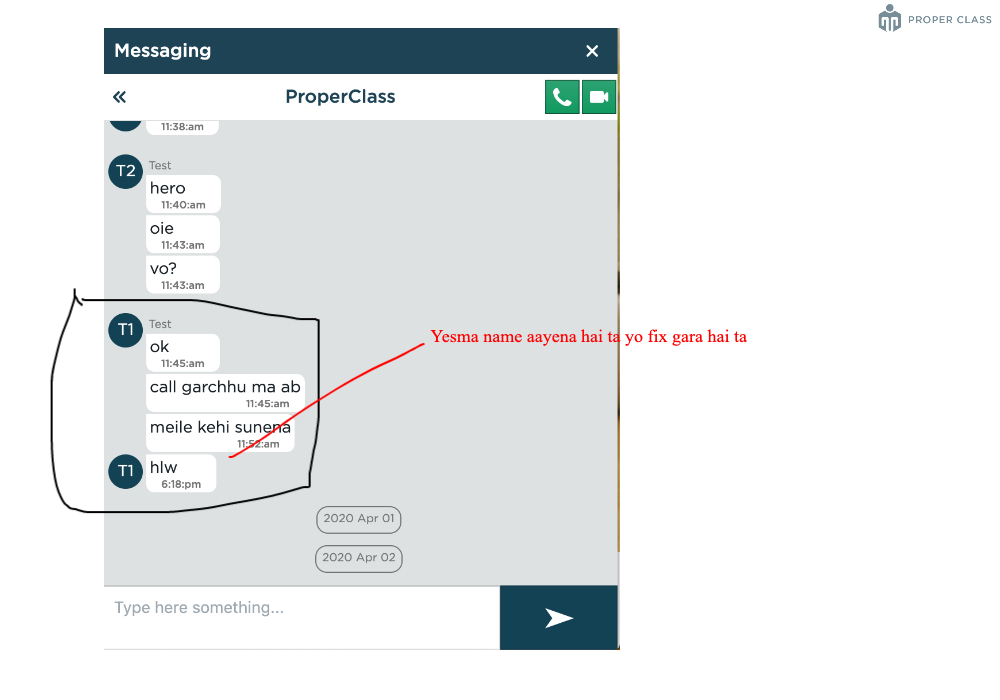 PROPER CLASS
Messaging
ProperClass
11:38:am
T2
Test
hero
11:40:am
oie
11:43:am
vo?
11:43:am
T1
Test
ok
11:45:am
Yesma name aayena hai ta yo fix gara hai ta
call garchhu ma ab
11:45:am
meile kehi sunena
11:52:am
T1
hlw
6:18:pm
2020 Apr 01
2020 Apr 02
Type here something...